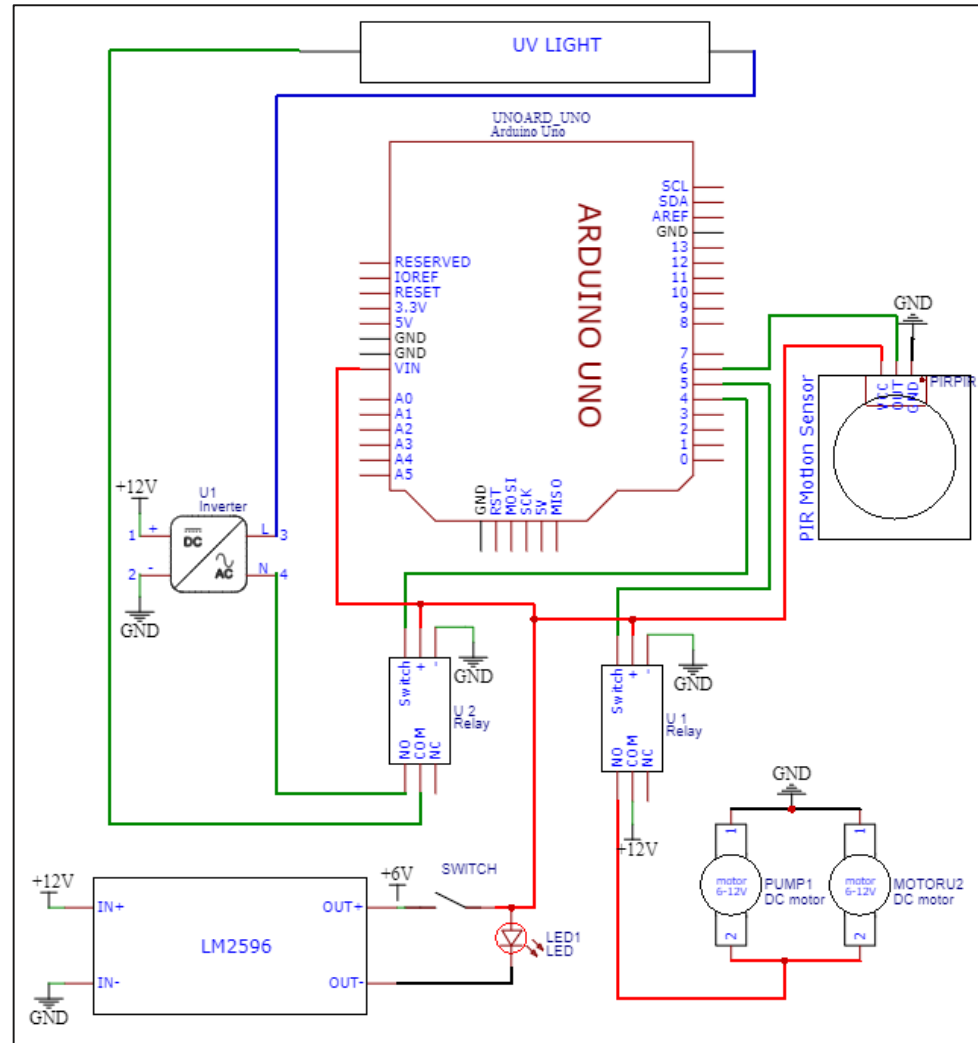 UV LIGHT
UNOARD_UNO
Arduino Uno
ARDUINO UNO
SCL
SDA
AREF
GND
13
12
11
10
9
8
7
6
5
4
3
2
1
0
RESERVED
IOREF
RESET
3.3V
5V
GND
GND
VIN
A0
A1
A2
A3
A4
A5
GND
RST
MOSI
SCK
5V
MISO
GND
VCC
OUT
GND
PIRPIR
PIR Motion Sensor
+12V
U1
Inverter
1
+
DC
L
3
2
-
AC
N
4
GND
Switch
+
-
GND
U 2
Relay
NO
COM
NC
Switch
+
-
GND
U 1
Relay
NO
COM
NC
+12V
GND
1
motor
6-12V
2
PUMP1
DC motor
1
motor
6-12V
2
MOTORU2
DC motor
+12V
+6V
SWITCH
IN+
OUT+
LM2596
LED1
LED
IN-
OUT-
GND